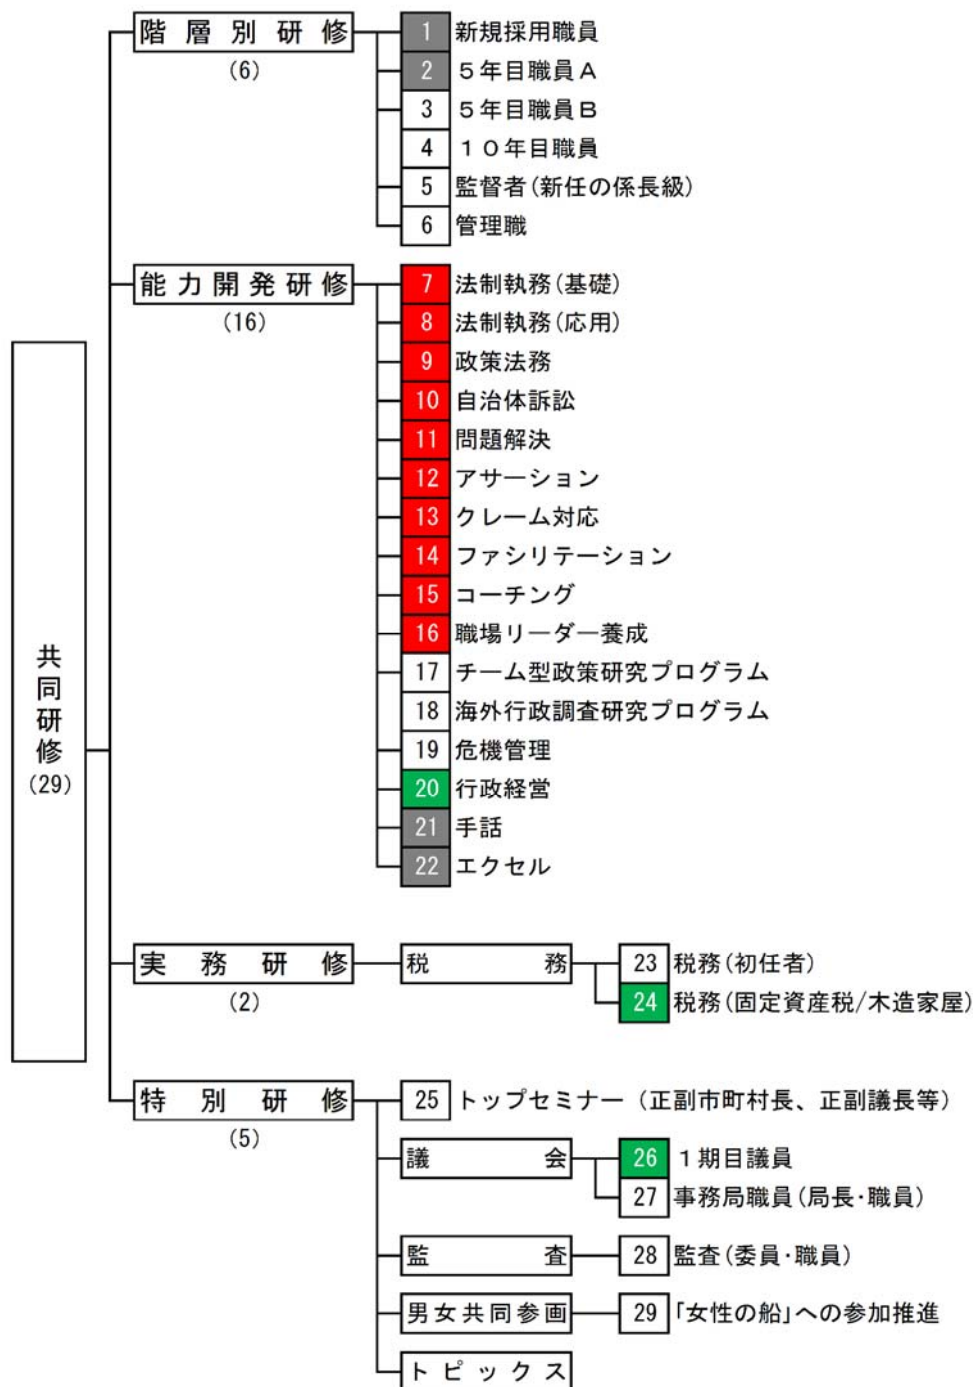 階層別研修
(6)
1 新規採用職員
2 5年目職員A
3 5年目職員B
4 10年目職員
5 監督者(新任の係長級)
6 管理職
能力開発研修
(16)
7 法制執務(基礎)
8 法制執務(応用)
9 政策法務
10 自治体訴訟
11 問題解決
12 アサーション
13 クレーム対応
14 ファシリテーション
15 コーチング
16 職場リーダー養成
17 チーム型政策研究プログラム
18 海外行政調査研究プログラム
19 危機管理
20 行政経営
21 手話
22 エクセル
共同研修
(29)
実務研修
(2)
税務
23 税務(初任者)
24 税務(固定資産税/木造家屋)
特別研修
(5)
25 トップセミナー(正副市町村長、正副議長等)
議会
26 1期目議員
27 事務局職員(局長・職員)
監査
28 監査(委員・職員)
男女共同参画
29 「女性の船」への参加推進
トピックス